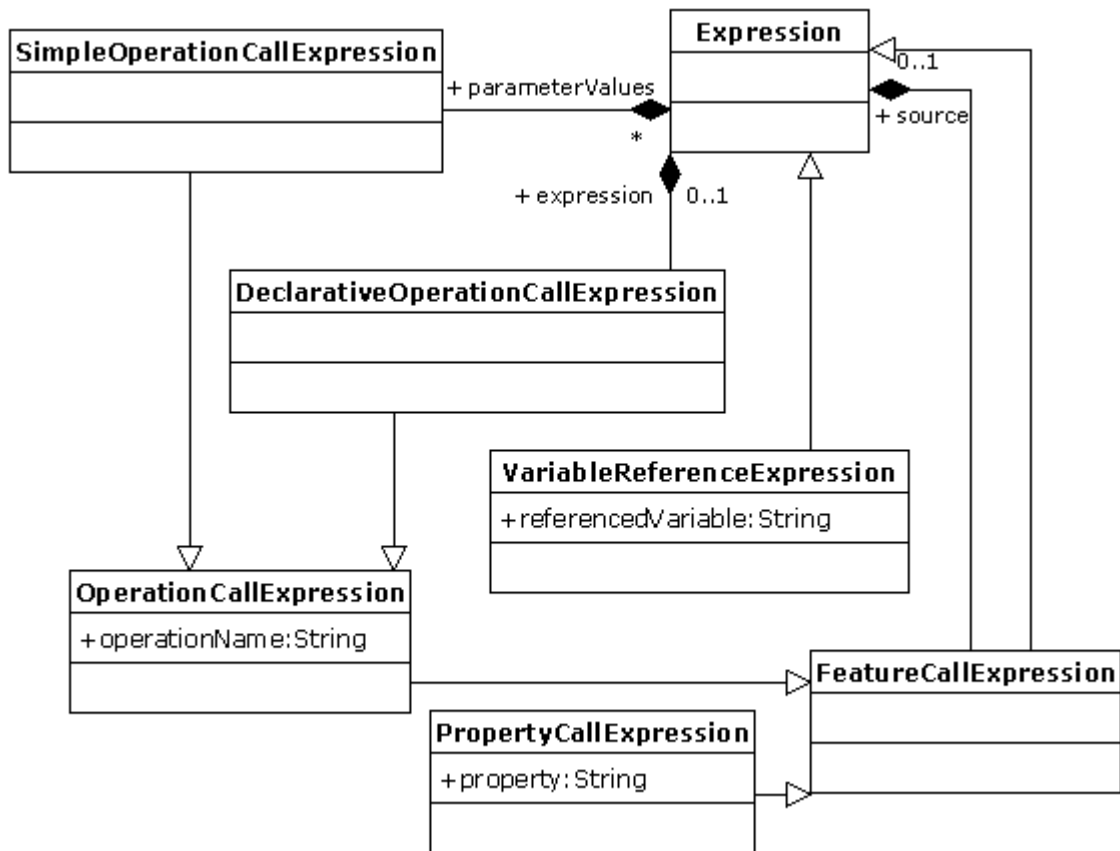 Expression
SimpleOperationCallExpression
0..1
+ parameterValues
+ source
*
+ expression
0..1
DeclarativeOperationCallExpression
VariableReferenceExpression
+referencedVariable:String
OperationCallExpression
+operationName:String
FeatureCallExpression
PropertyCallExpression
+property:String